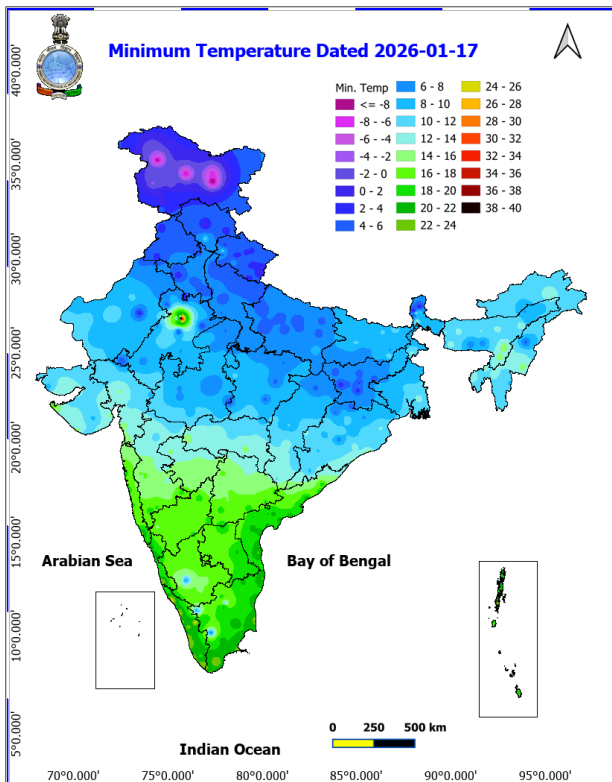 Minimum Temperature Dated 2026-01-17
Min. Temp
<= -8
-8 - -6
-6 - -4
-4 - -2
-2 - 0
0 - 2
2 - 4
4 - 6
6 - 8
8 - 10
10 - 12
12 - 14
14 - 16
16 - 18
18 - 20
20 - 22
22 - 24
24 - 26
26 - 28
28 - 30
30 - 32
32 - 34
34 - 36
36 - 38
38 - 40
40°0.000'
35°0.000'
30°0.000'
25°0.000'
20°0.000'
15°0.000'
10°0.000'
5°0.000'
Arabian Sea
Bay of Bengal
0 250 500 km
Indian Ocean
70°0.000' 75°0.000' 80°0.000' 85°0.000' 90°0.000' 95°0.000'